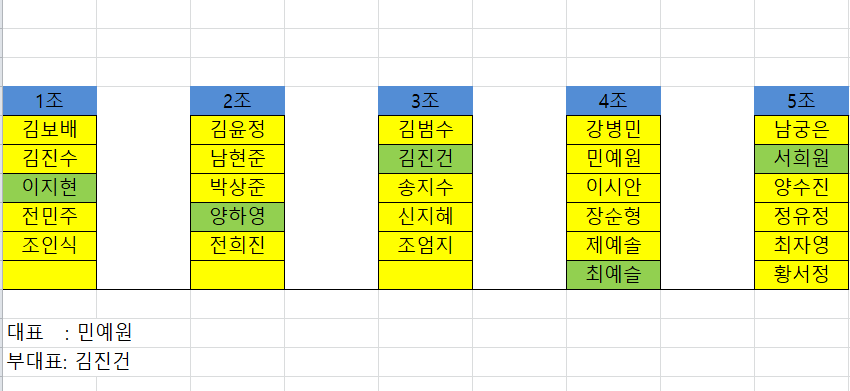 1조 2조 3조 4조 5조
김보배 김윤정 김범수 강병민 남궁은
김진수 남현준 김진건 민예원 서희원
이지현 박상준 송지수 이시안 양수진
전민주 양하영 신지혜 장순형 정유정
조인식 전희진 조엄지 제예솔 최자영
최예슬 황서정
대표 : 민예원
부대표: 김진건